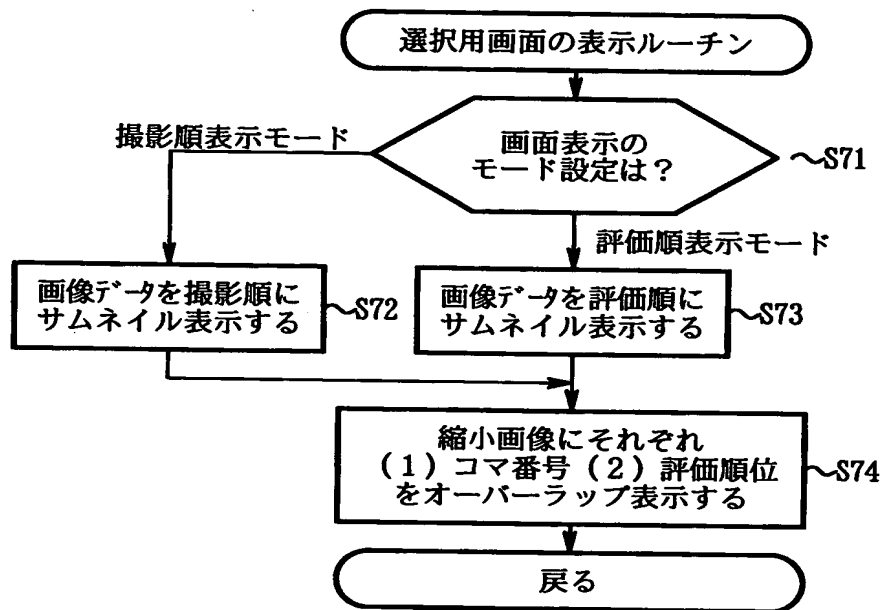 選択用画面の表示ルーチン
撮影順表示モード
画面表示の
モード設定は？
S71
評価順表示モード
画像データを撮影順に
サムネイル表示する
S72
画像データを評価順に
サムネイル表示する
S73
縮小画像にそれぞれ
(1)コマ番号(2)評価順位
をオーバーラップ表示する
S74
戻る